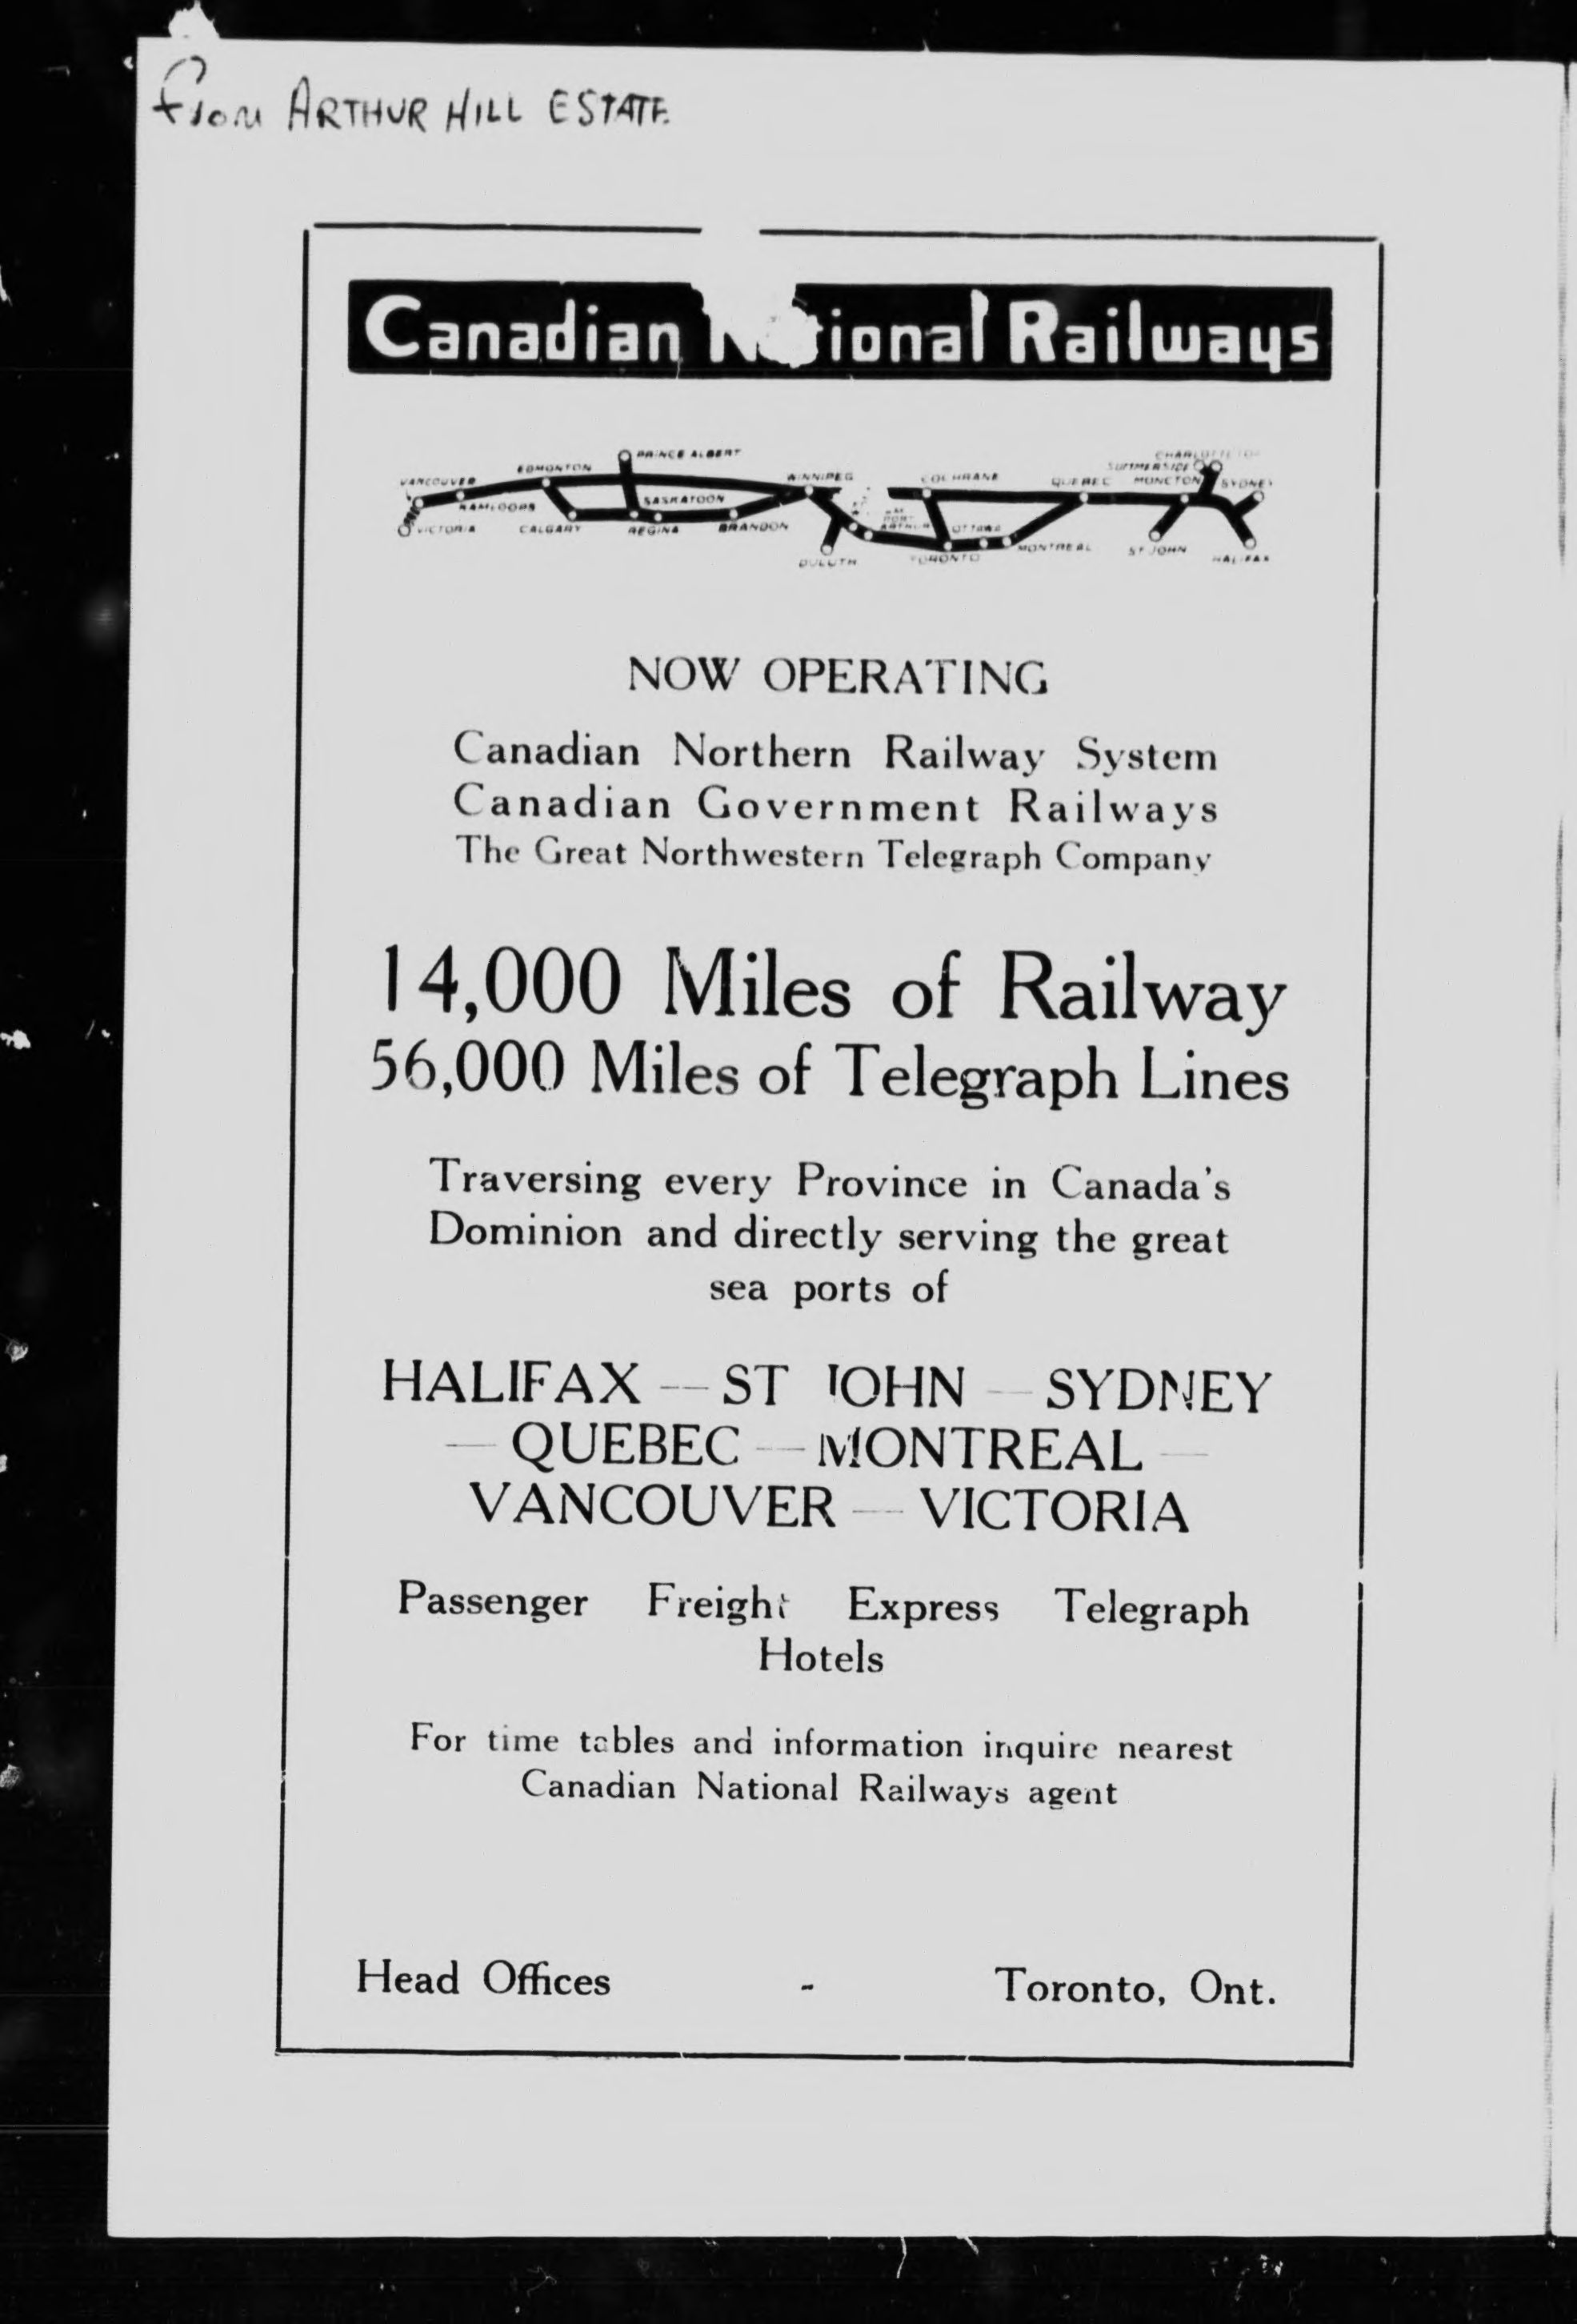 From ARTHUR HILL ESTATE
Canadian National Railways
CHARLOTTETOWN
PRINCE ALBERT
SUMMERSIDE
EDMONTON
WINNIPEG
COCHRANE
VANCOUVER
QUEBEC
MONCTON
SYDNEY
SASKATOON
KAMLOOPS
PORT
ARTHUR
VICTORIA
CALGARY
REGINA
BRANDON
OTTAWA
MONTREAL
ST JOHN
DULUTH
TORONTO
HALIFAX
NOW OPERATING
Canadian Northern Railway System
Canadian Government Railways
The Great Northwestern Telegraph Company
14,000 Miles of Railway
56,000 Miles of Telegraph Lines
Traversing every Province in Canada's
Dominion and directly serving the great
sea ports of
HALIFAX — ST JOHN — SYDNEY
— QUEBEC — MONTREAL —
VANCOUVER — VICTORIA
Passenger Freight Express Telegraph
Hotels
For time tables and information inquire nearest
Canadian National Railways agent
Head Offices - Toronto, Ont.